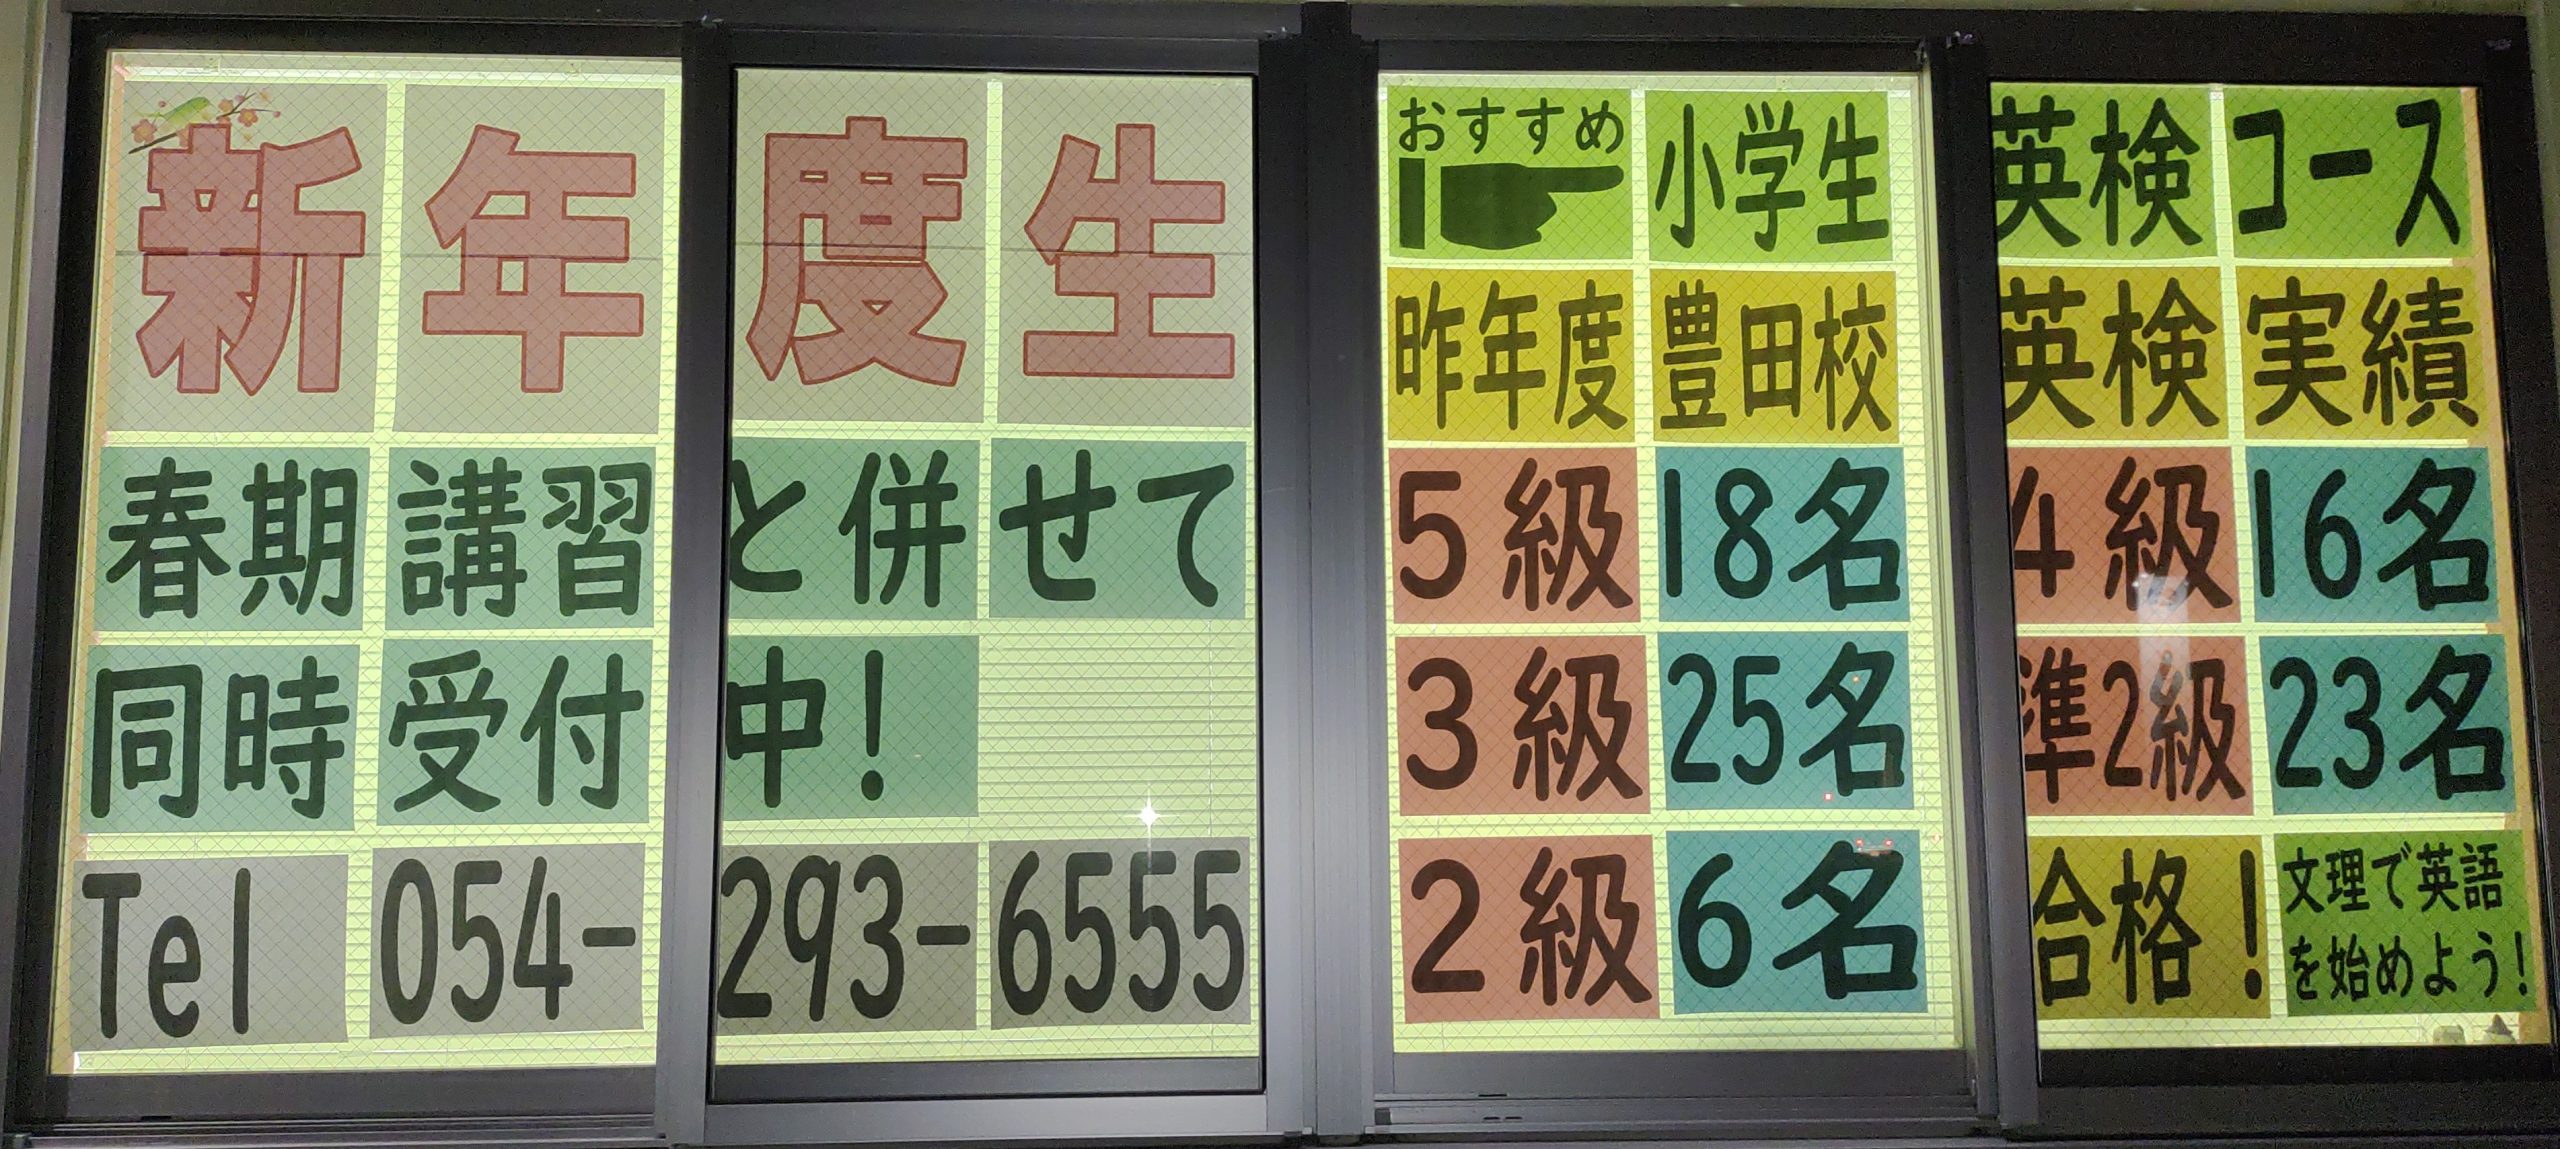 新年度生
春期講習と併せて
同時受付中！
Tel 054-293-6555
おすすめ
小学生英検コース
昨年度豊田校英検実績
5級18名4級16名
3級25名準2級23名
2級6名合格！
文理で英語
を始めよう！